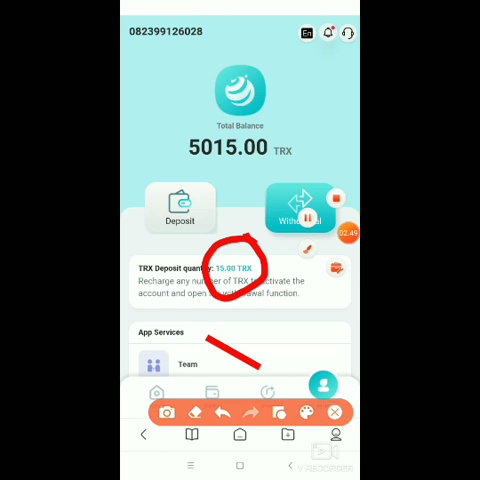 082399126028
En
Total Balance
5015.00 TRX
Deposit
TRX Deposit quantity: 15.00 TRX
Recharge any number of TRX to activate the
account and open the withdrawal function.
02:49
App Services
Team
V RECORDER